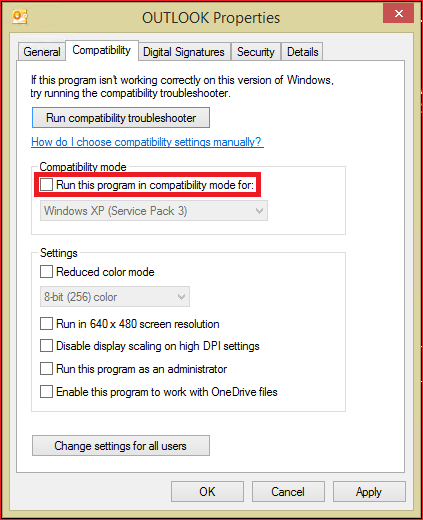 OUTLOOK Properties
General
Compatibility
Digital Signatures
Security
Details
If this program isn't working correctly on this version of Windows,
try running the compatibility troubleshooter.
Run compatibility troubleshooter
How do I choose compatibility settings manually?
Compatibility mode
Run this program in compatibility mode for:
Windows XP (Service Pack 3)
Settings
Reduced color mode
8-bit (256) color
Run in 640 x 480 screen resolution
Disable display scaling on high DPI settings
Run this program as an administrator
Enable this program to work with OneDrive files
Change settings for all users
OK
Cancel
Apply